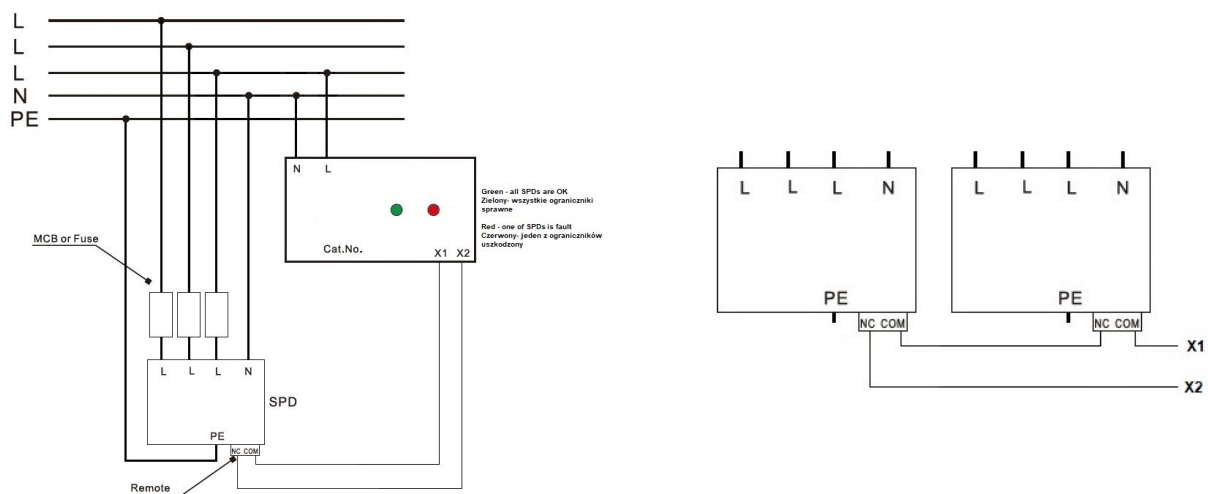 L
L
L
N
PE
N L
Green - all SPDs are OK
Zielony- wszystkie ograniczniki
sprawne
Red - one of SPDs is fault
Czerwony- jeden z ograniczników
uszkodzony
Cat.No.
X1 X2
MCB or Fuse
L L L N
SPD
PE
NC COM
Remote
L L L N
PE
NC COM
L L L N
PE
NC COM
X1
X2